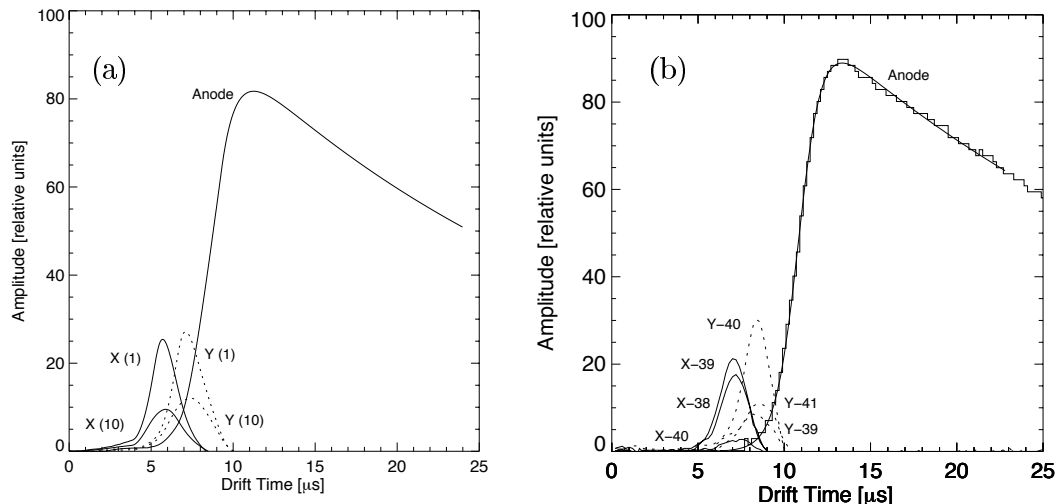 (a)
Amplitude [relative units]
100
80
60
40
20
0
Anode
X (1)
Y (1)
X (10)
Y (10)
0 5 10 15 20 25
Drift Time [μs]
(b)
Amplitude [relative units]
100
80
60
40
20
0
Anode
Y−40
X−39
X−38
Y−41
X−40
Y−39
0 5 10 15 20 25
Drift Time [μs]